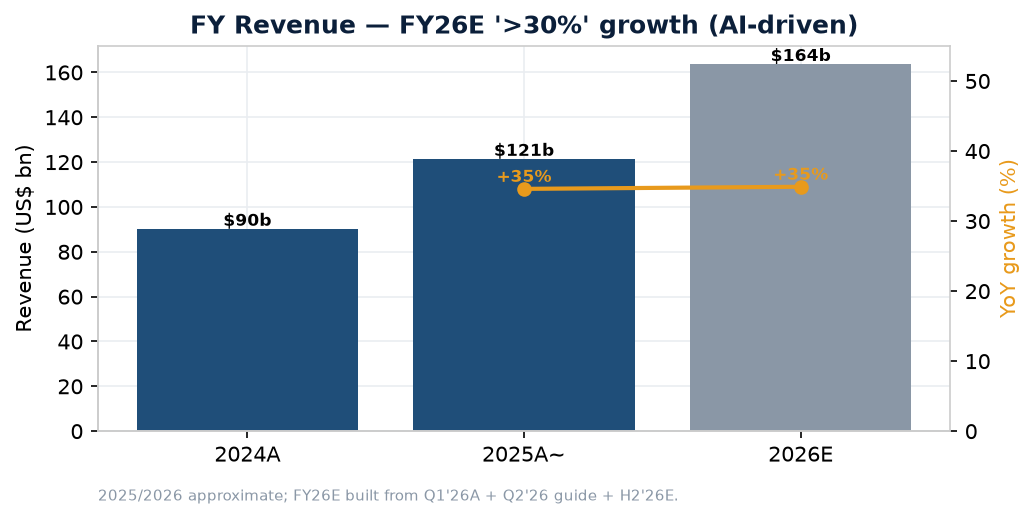 FY Revenue — FY26E '>30%' growth (AI-driven)
Revenue (US$ bn)
160
140
120
100
80
60
40
20
0
$90b
$121b
$164b
+35%
+35%
50
40
30
20
10
0
YoY growth (%)
2024A
2025A~
2026E
2025/2026 approximate; FY26E built from Q1'26A + Q2'26 guide + H2'26E.